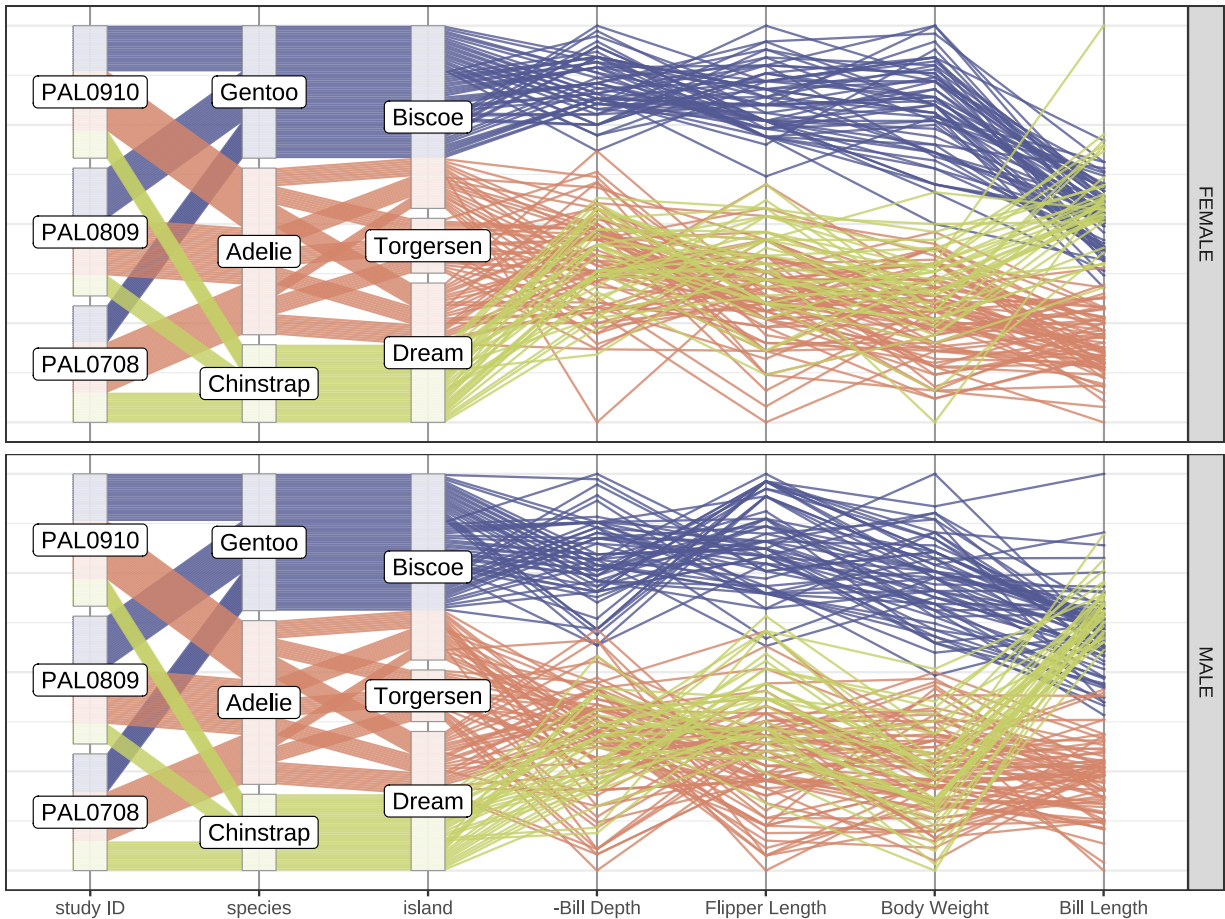 PAL0910
Gentoo
Biscoe
PAL0809
Adelie
Torgersen
PAL0708
Chinstrap
Dream
FEMALE
PAL0910
Gentoo
Biscoe
PAL0809
Adelie
Torgersen
PAL0708
Chinstrap
Dream
MALE
study ID
species
island
-Bill Depth
Flipper Length
Body Weight
Bill Length